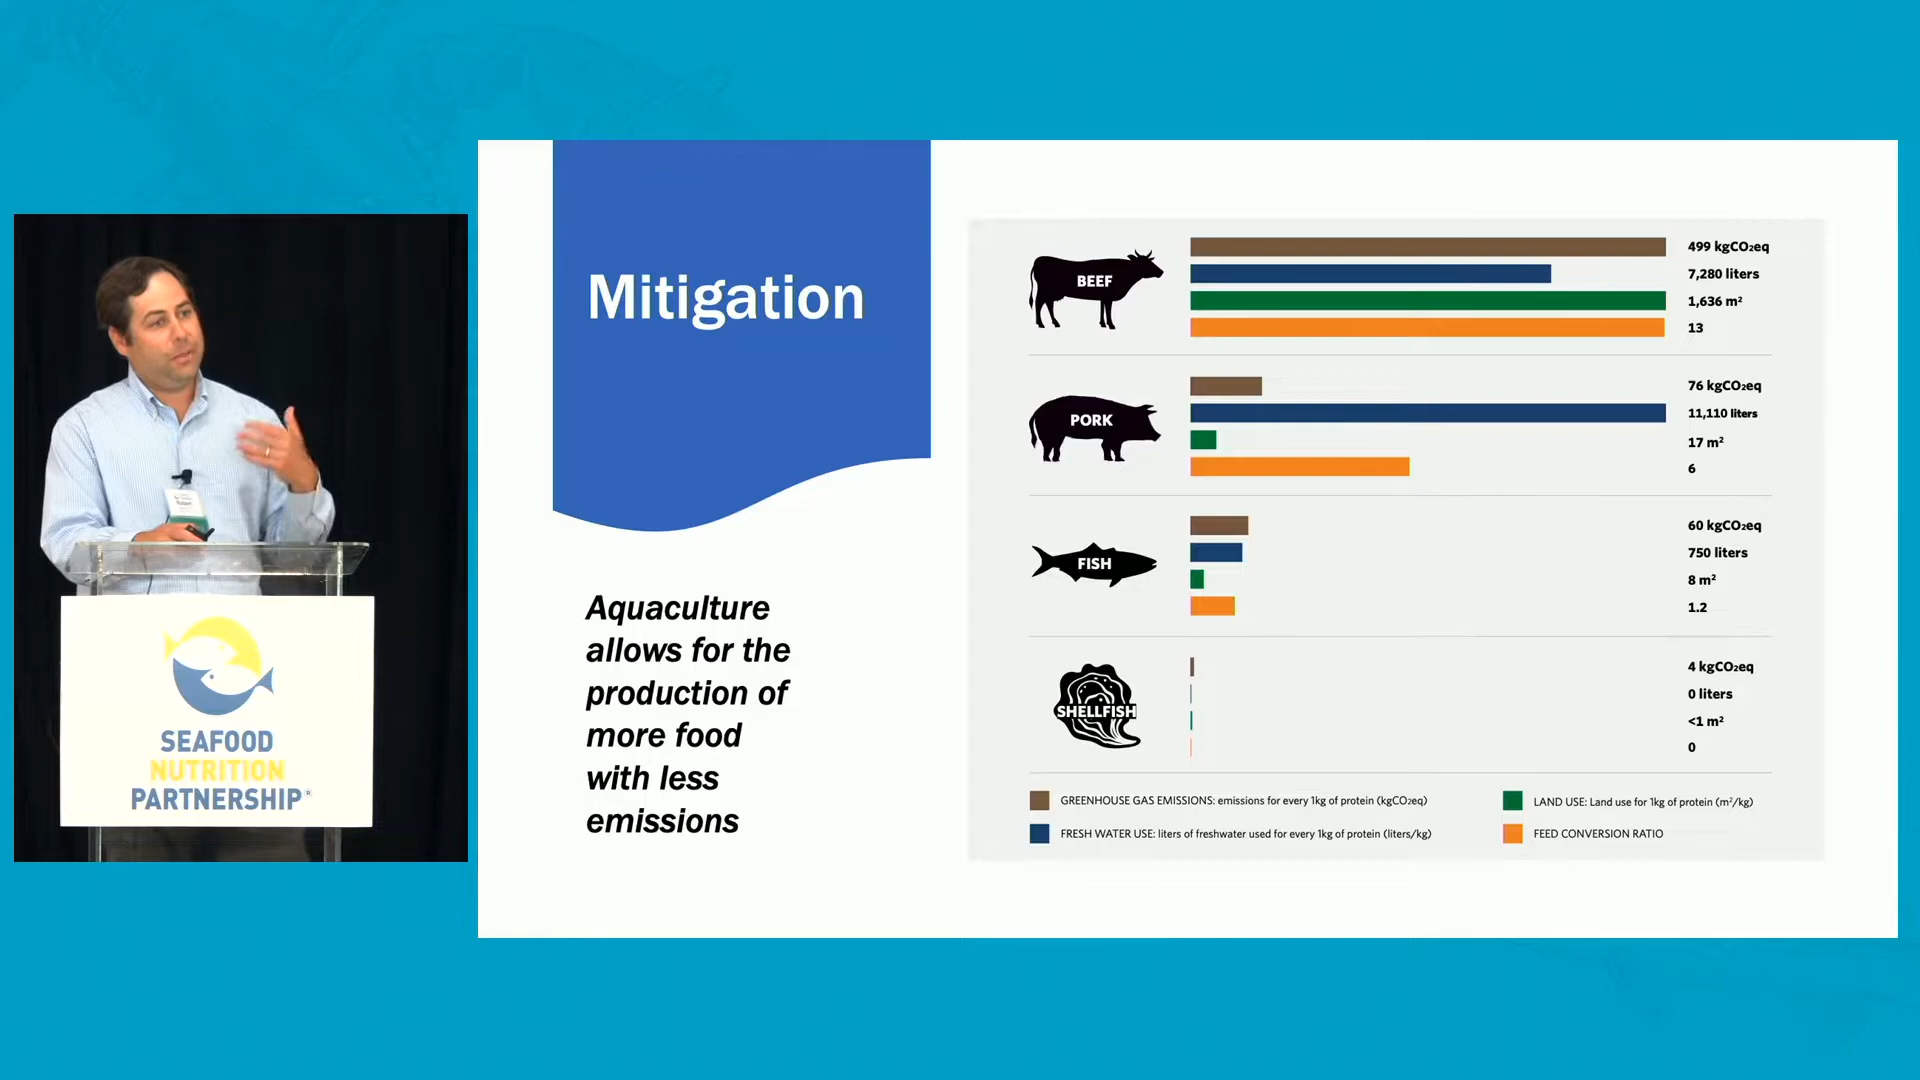 Mitigation
Aquaculture
allows for the
production of
more food
with less
emissions
BEEF
499 kgCO₂eq
7,280 liters
1,636 m²
13
PORK
76 kgCO₂eq
11,110 liters
17 m²
6
FISH
60 kgCO₂eq
750 liters
8 m²
1.2
SHELLFISH
4 kgCO₂eq
0 liters
<1 m²
0
GREENHOUSE GAS EMISSIONS: emissions for every 1kg of protein (kgCO₂eq)
LAND USE: Land use for 1kg of protein (m²/kg)
FRESH WATER USE: liters of freshwater used for every 1kg of protein (liters/kg)
FEED CONVERSION RATIO
SEAFOOD
NUTRITION
PARTNERSHIP®